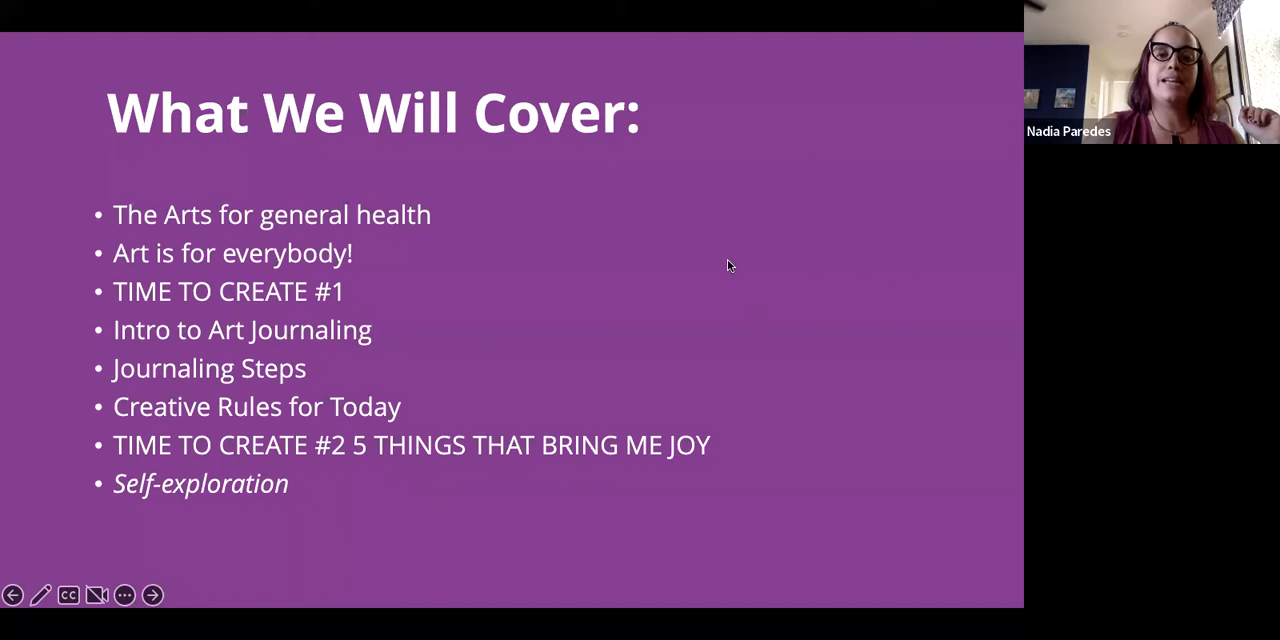 What We Will Cover:
• The Arts for general health
• Art is for everybody!
• TIME TO CREATE #1
• Intro to Art Journaling
• Journaling Steps
• Creative Rules for Today
• TIME TO CREATE #2 5 THINGS THAT BRING ME JOY
• Self-exploration
CC
Nadia Paredes